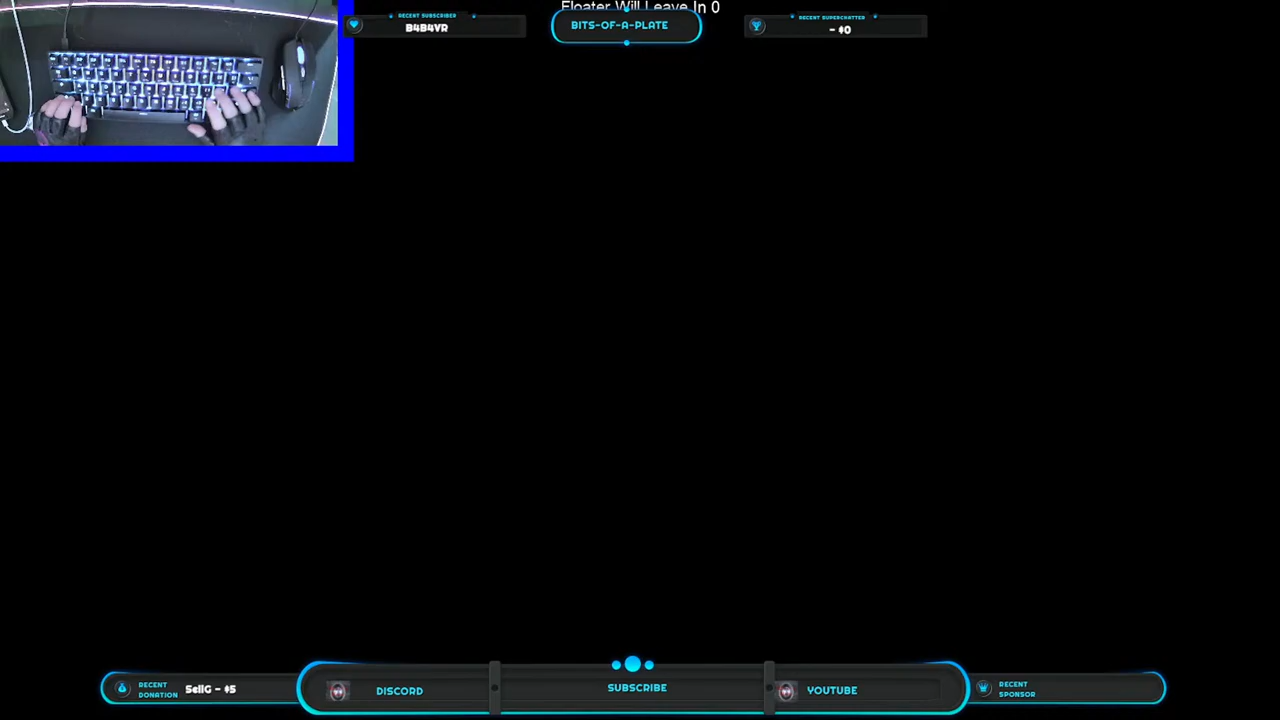 Floater Will Leave In 0
RECENT SUBSCRIBER
B4B4VR
BITS-OF-A-PLATE
RECENT SUPERCHATTER
- $0
RECENT
DONATION
SellG - $5
DISCORD
SUBSCRIBE
YOUTUBE
RECENT
SPONSOR